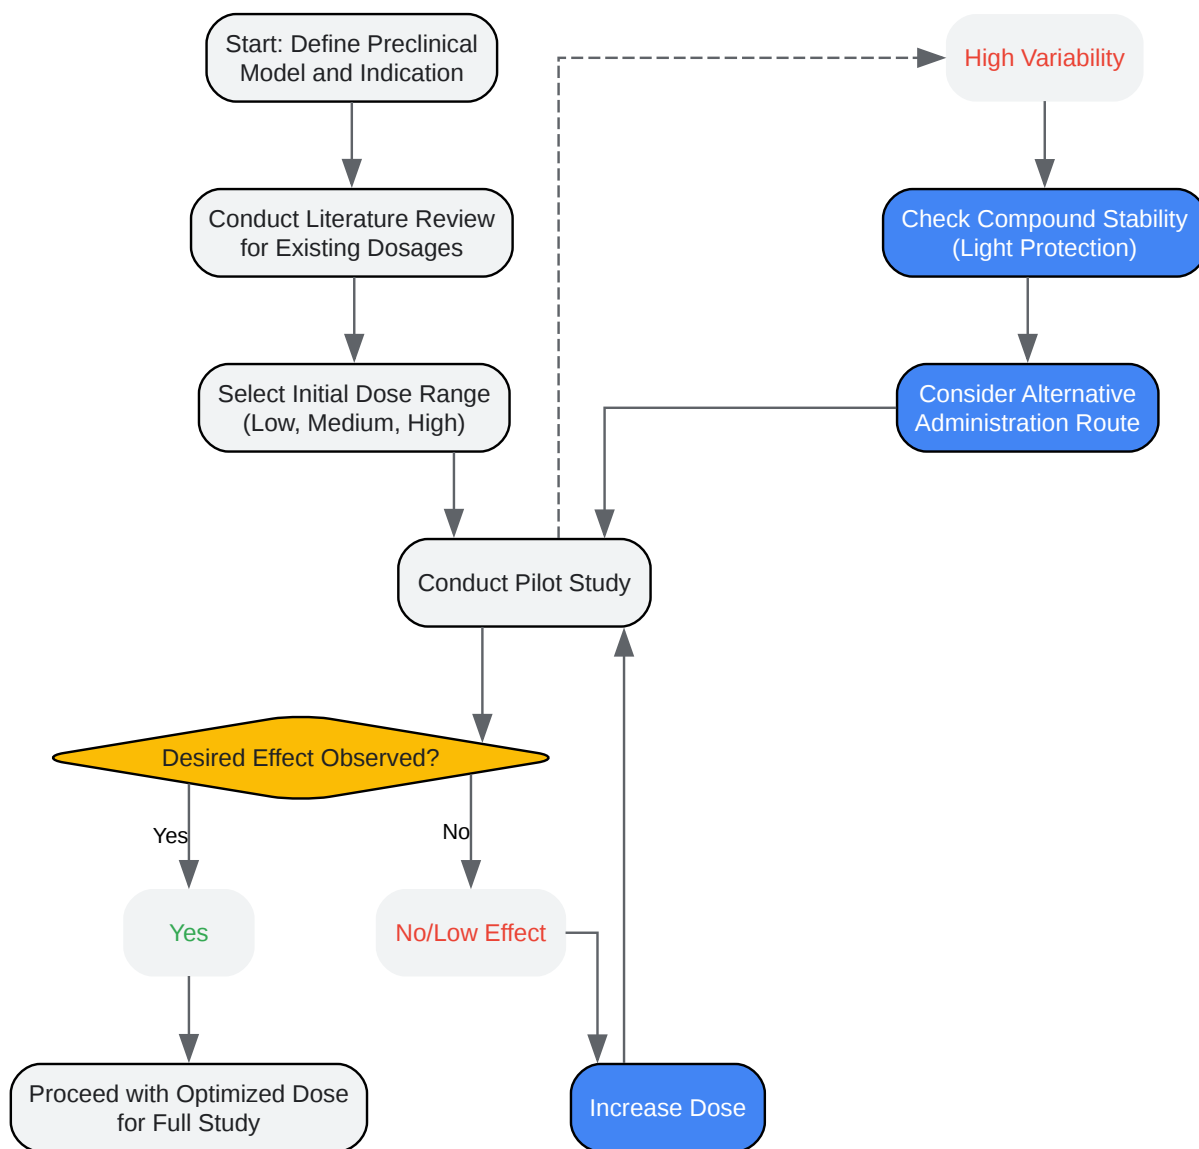 Start: Define Preclinical
Model and Indication
High Variability
Conduct Literature Review
for Existing Dosages
Check Compound Stability
(Light Protection)
Select Initial Dose Range
(Low, Medium, High)
Consider Alternative
Administration Route
Conduct Pilot Study
Desired Effect Observed?
Yes
No
Yes
No/Low Effect
Proceed with Optimized Dose
for Full Study
Increase Dose